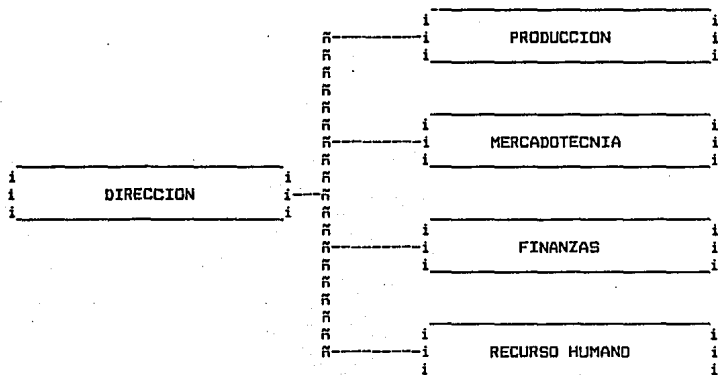 PRODUCCION
MERCADOTECNIA
DIRECCION
FINANZAS
RECURSO HUMANO